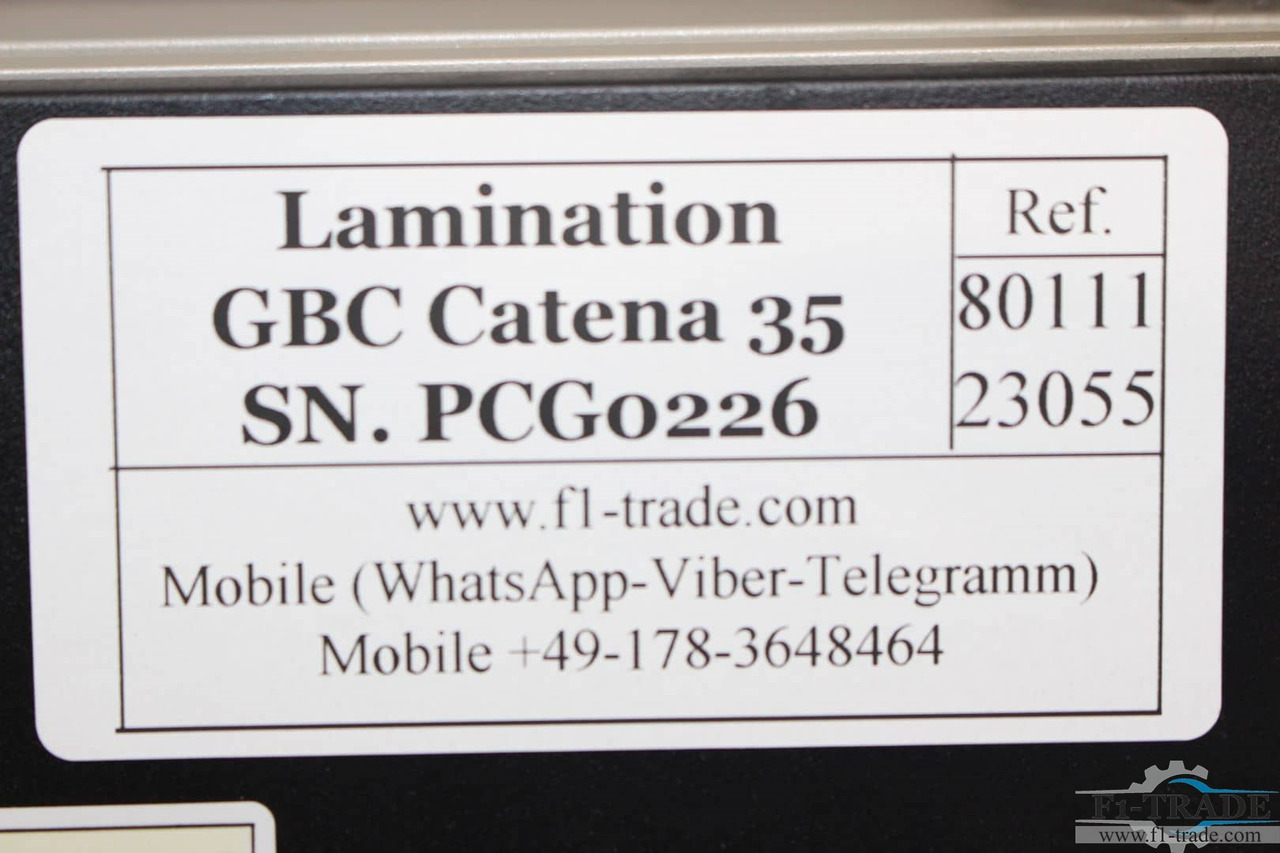 Lamination
GBC Catena 35
SN. PCG0226
Ref.
80111
23055
www.f1-trade.com
Mobile (WhatsApp-Viber-Telegramm)
Mobile +49-178-3648464
F1-TRADE
www.f1-trade.com